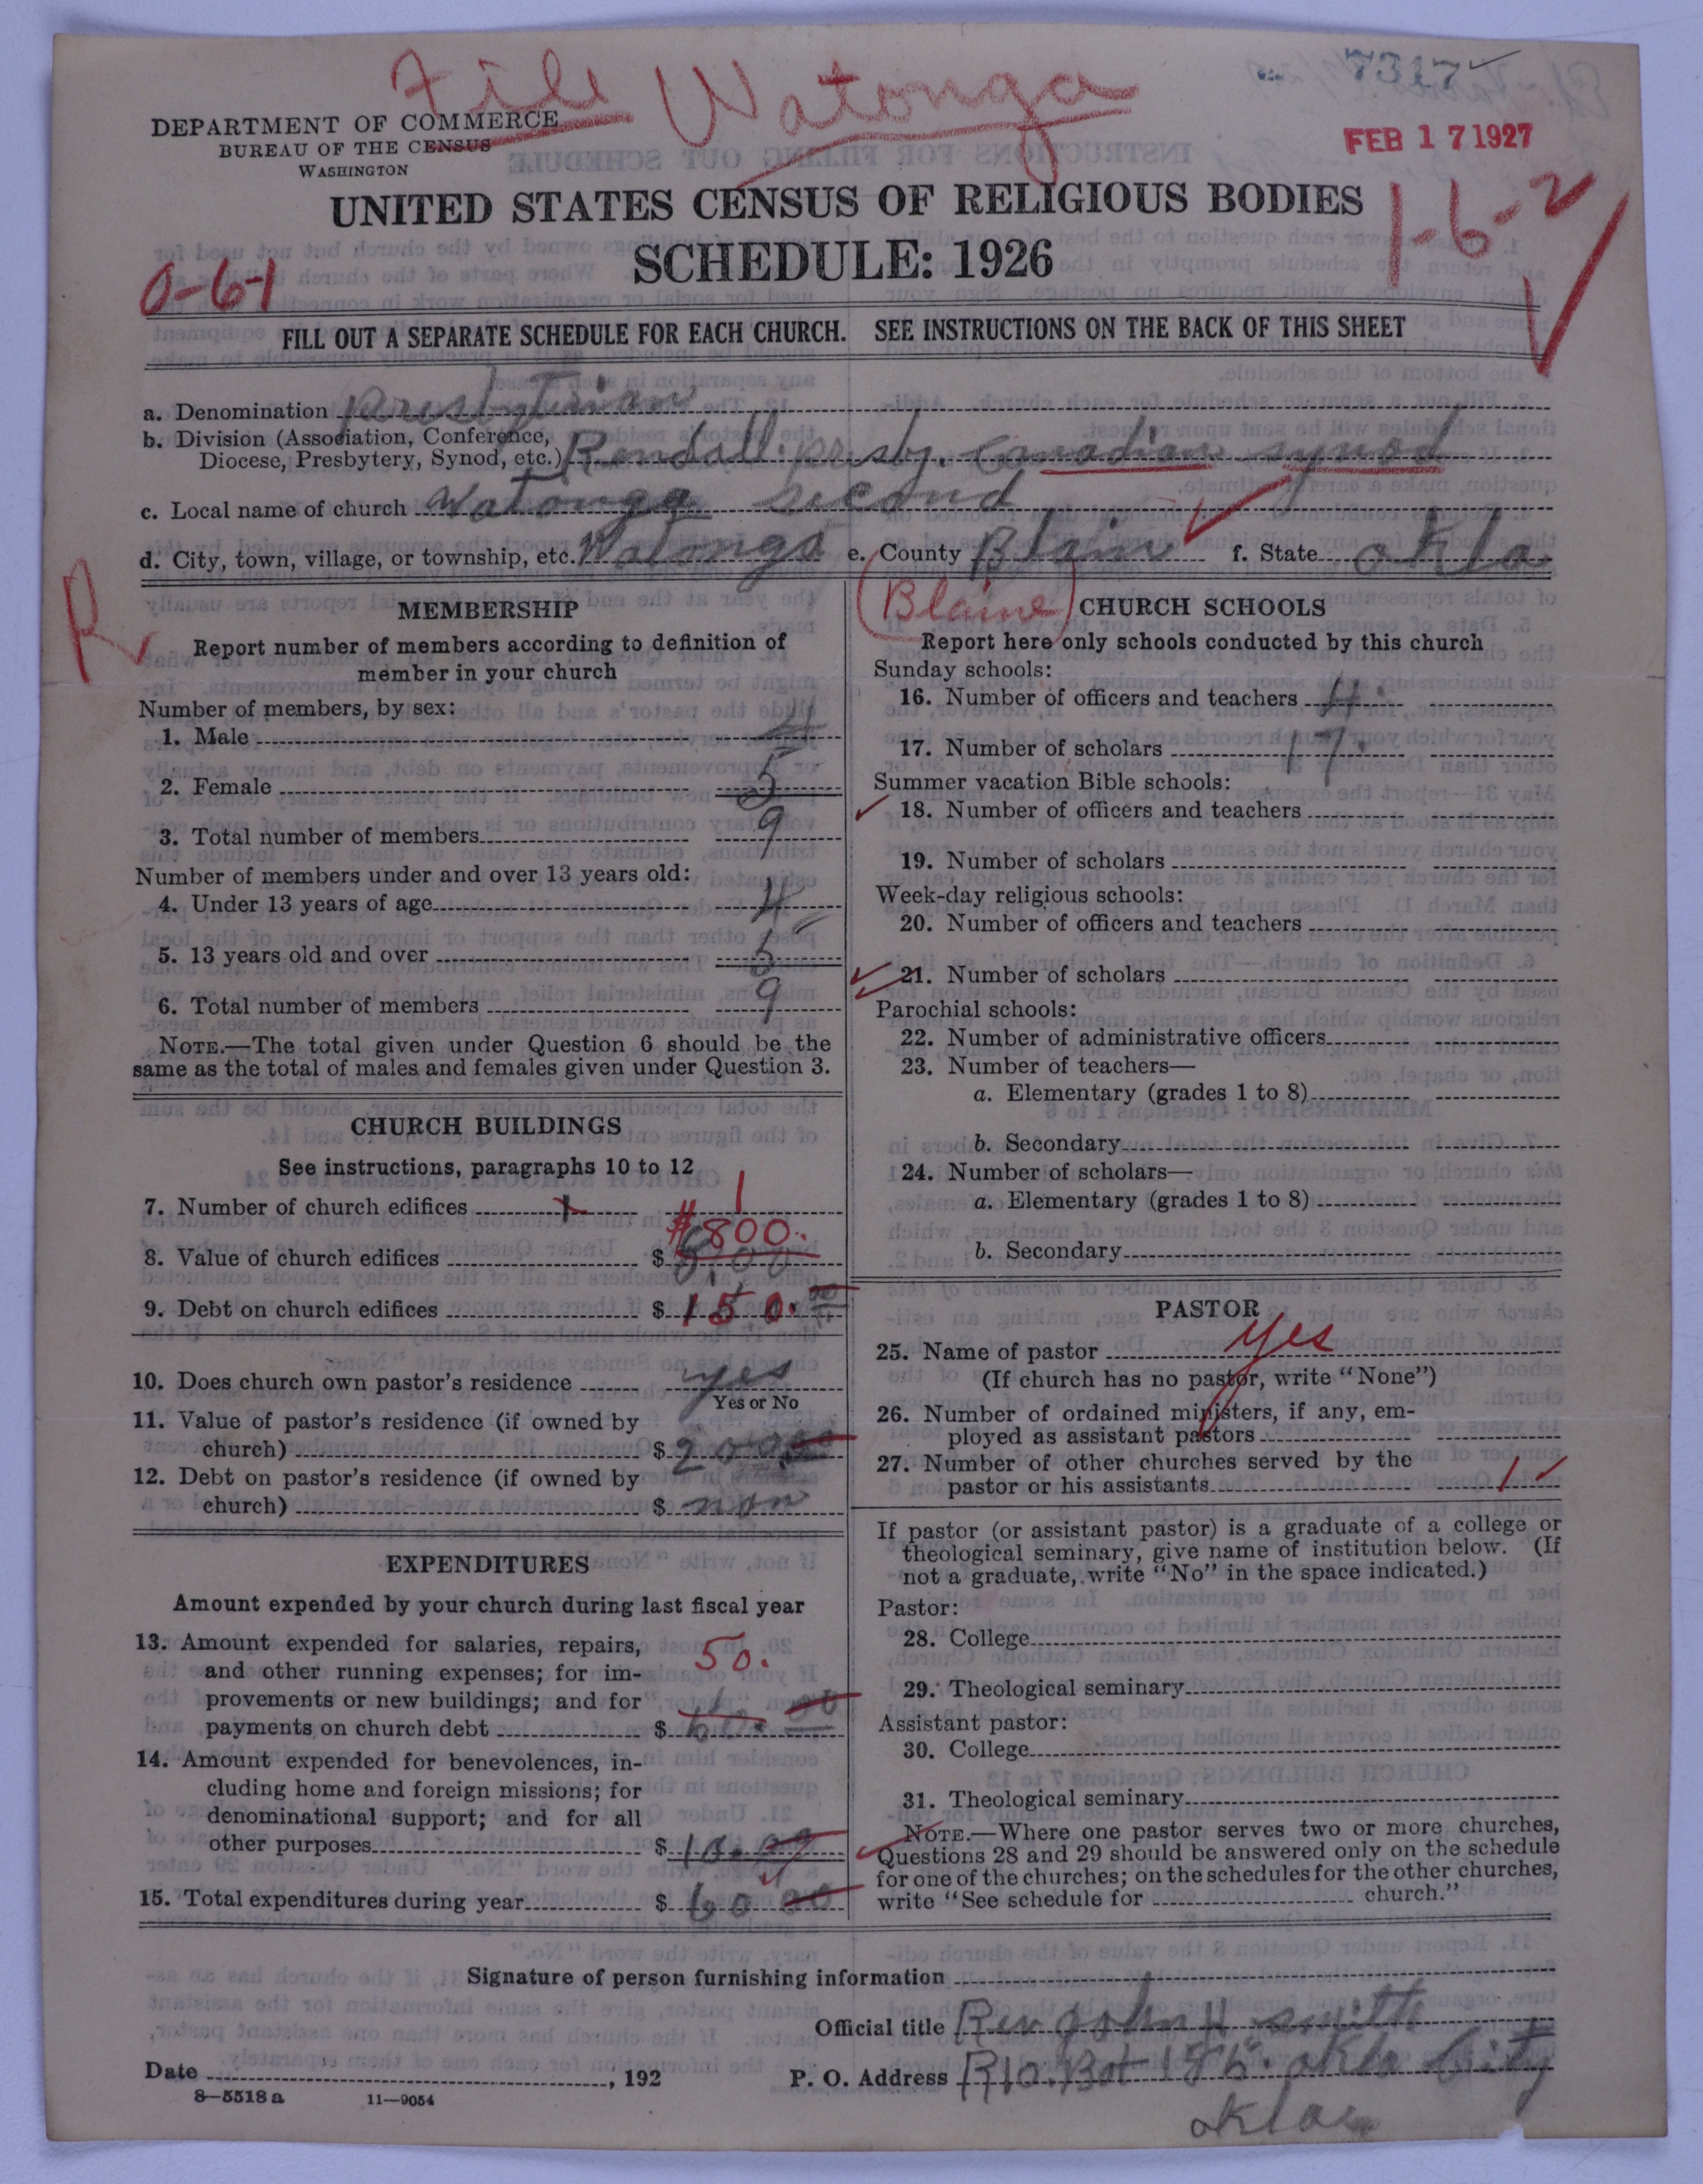 File Watonga
7317
DEPARTMENT OF COMMERCE
BUREAU OF THE CENSUS
WASHINGTON
FEB 17 1927
UNITED STATES CENSUS OF RELIGIOUS BODIES
SCHEDULE: 1926
1-6-2
0-6-1
FILL OUT A SEPARATE SCHEDULE FOR EACH CHURCH. SEE INSTRUCTIONS ON THE BACK OF THIS SHEET
a. Denomination presbyterian
b. Division (Association, Conference,
Diocese, Presbytery, Synod, etc.) Rendall. presby. Canadian synod
c. Local name of church Watonga second
d. City, town, village, or township, etc. Watonga e. County Blain f. State okla
R
MEMBERSHIP
Report number of members according to definition of
member in your church
Number of members, by sex:
1. Male 4
2. Female 5
3. Total number of members 9
Number of members under and over 13 years old:
4. Under 13 years of age 4
5. 13 years old and over 5
6. Total number of members 9
NOTE.—The total given under Question 6 should be the
same as the total of males and females given under Question 3.
CHURCH BUILDINGS
See instructions, paragraphs 10 to 12
7. Number of church edifices 1 1
$800.
8. Value of church edifices $
9. Debt on church edifices $ 150.00
10. Does church own pastor's residence yes
Yes or No
11. Value of pastor's residence (if owned by
church) $ 200
12. Debt on pastor's residence (if owned by
church) $ non
EXPENDITURES
Amount expended by your church during last fiscal year
13. Amount expended for salaries, repairs, 50.
and other running expenses; for im-
provements or new buildings; and for
payments on church debt $ 60.00
14. Amount expended for benevolences, in-
cluding home and foreign missions; for
denominational support; and for all
other purposes $ 10.00
15. Total expenditures during year $ 60 00
(Blaine) CHURCH SCHOOLS
Report here only schools conducted by this church
Sunday schools:
16. Number of officers and teachers 4.
17. Number of scholars 17.
Summer vacation Bible schools:
18. Number of officers and teachers
19. Number of scholars
Week-day religious schools:
20. Number of officers and teachers
21. Number of scholars
Parochial schools:
22. Number of administrative officers
23. Number of teachers—
a. Elementary (grades 1 to 8)
b. Secondary
24. Number of scholars—
a. Elementary (grades 1 to 8)
b. Secondary
PASTOR
25. Name of pastor yes
(If church has no pastor, write "None")
26. Number of ordained ministers, if any, em-
ployed as assistant pastors
27. Number of other churches served by the
pastor or his assistants 1
If pastor (or assistant pastor) is a graduate of a college or
theological seminary, give name of institution below. (If
not a graduate, write "No" in the space indicated.)
Pastor:
28. College
29. Theological seminary
Assistant pastor:
30. College
31. Theological seminary
NOTE.—Where one pastor serves two or more churches,
Questions 28 and 29 should be answered only on the schedule
for one of the churches; on the schedules for the other churches,
write "See schedule for church."
Signature of person furnishing information
Official title Rev John H smith
Date , 192 P. O. Address R10. Box okla City
okla
8—5518 a 11—9054